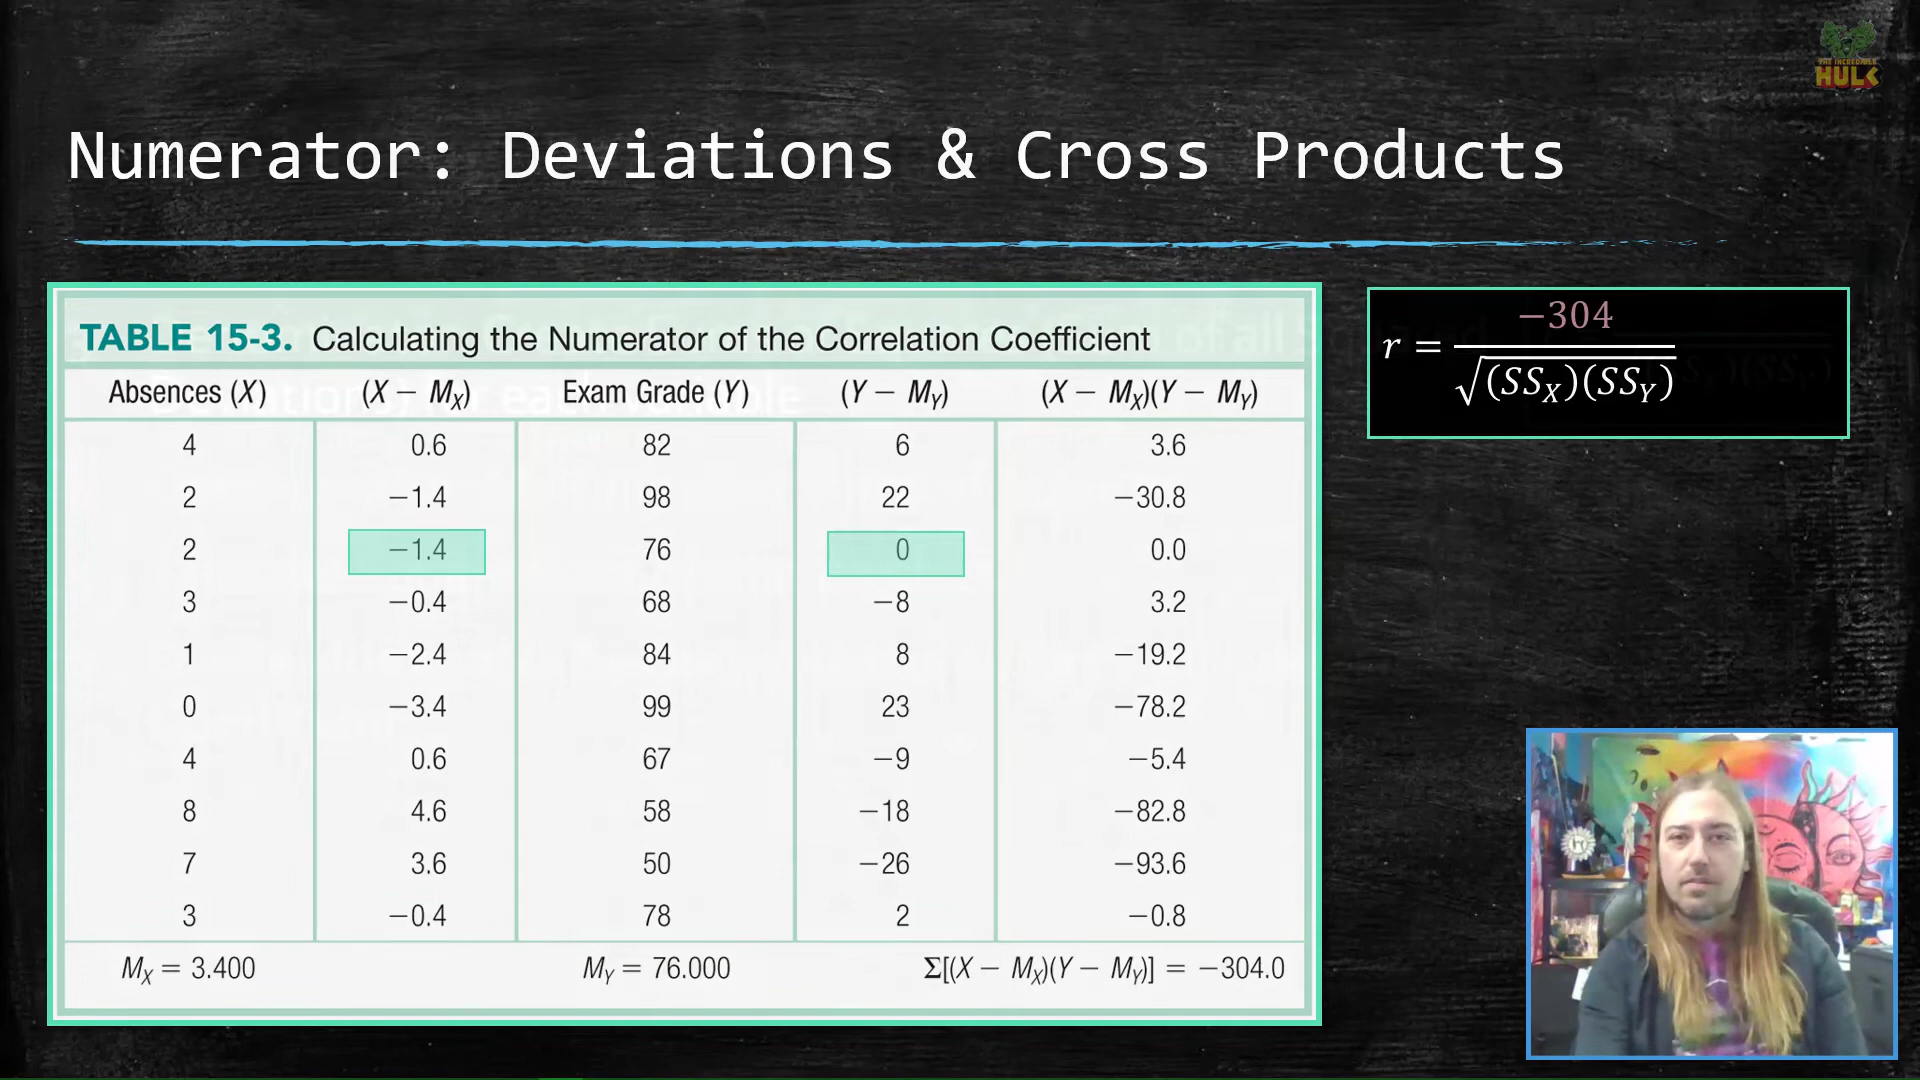 THE INCREDIBLE
HULK
Numerator: Deviations & Cross Products
TABLE 15-3. Calculating the Numerator of the Correlation Coefficient
Absences (X) (X − M_X) Exam Grade (Y) (Y − M_Y) (X − M_X)(Y − M_Y)
4 0.6 82 6 3.6
2 −1.4 98 22 −30.8
2 −1.4 76 0 0.0
3 −0.4 68 −8 3.2
1 −2.4 84 8 −19.2
0 −3.4 99 23 −78.2
4 0.6 67 −9 −5.4
8 4.6 58 −18 −82.8
7 3.6 50 −26 −93.6
3 −0.4 78 2 −0.8
M_X = 3.400 M_Y = 76.000 Σ[(X − M_X)(Y − M_Y)] = −304.0
−304
r =
√(SS_X)(SS_Y)